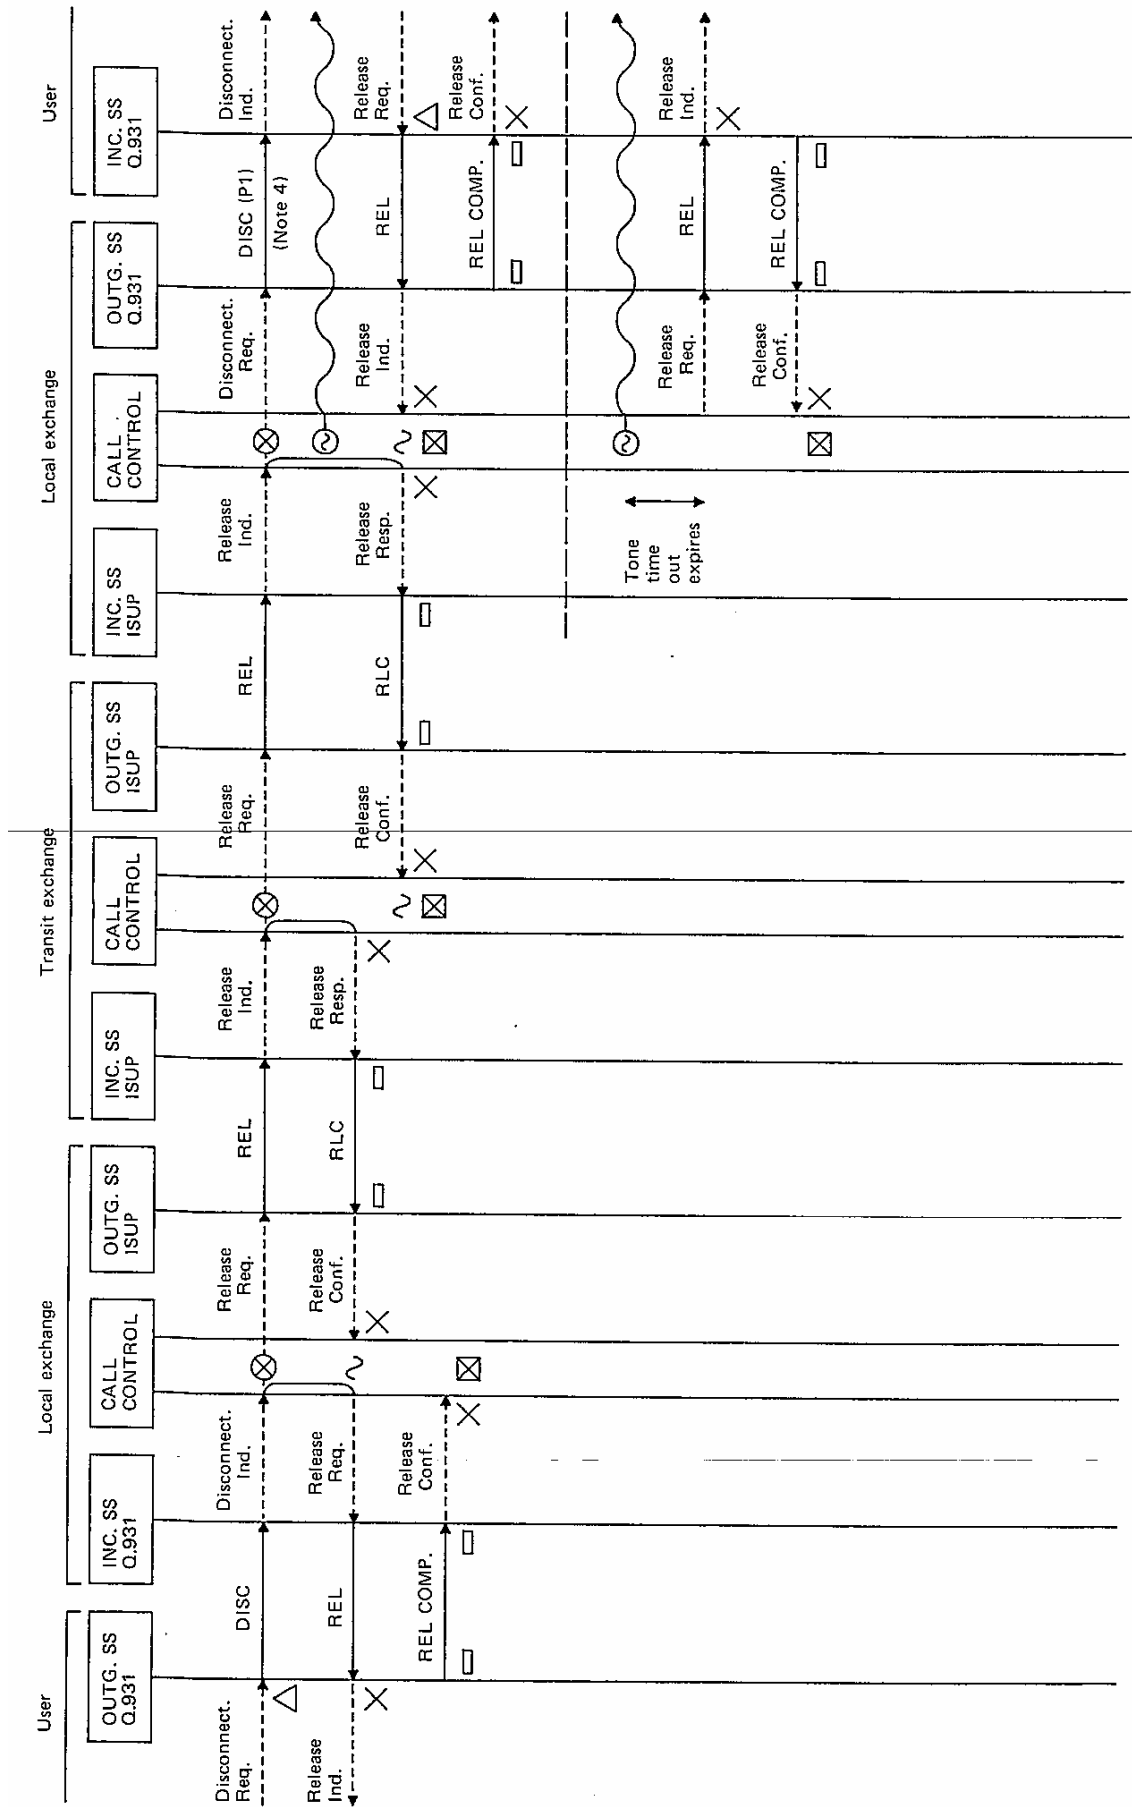 User
Local exchange
Transit exchange
Local exchange
User
OUTG. SS
Q.931
INC. SS
Q.931
CALL
CONTROL
OUTG. SS
ISUP
INC. SS
ISUP
CALL
CONTROL
OUTG. SS
ISUP
INC. SS
ISUP
CALL
CONTROL
OUTG. SS
Q.931
INC. SS
Q.931
Disconnect.
Req.
DISC
Disconnect.
Ind.
Release
Req.
REL
Release
Ind.
Release
Req.
REL
Release
Ind.
Disconnect.
Req.
DISC (P1)
(Note 4)
Disconnect.
Ind.
Release
Ind.
REL
Release
Req.
Release
Conf.
RLC
Release
Resp.
Release
Conf.
RLC
Release
Resp.
Release
Ind.
REL
Release
Req.
REL COMP.
Release
Conf.
REL COMP.
Release
Conf.
Tone
time
out
expires
Release
Req.
REL
Release
Ind.
Release
Conf.
REL COMP.